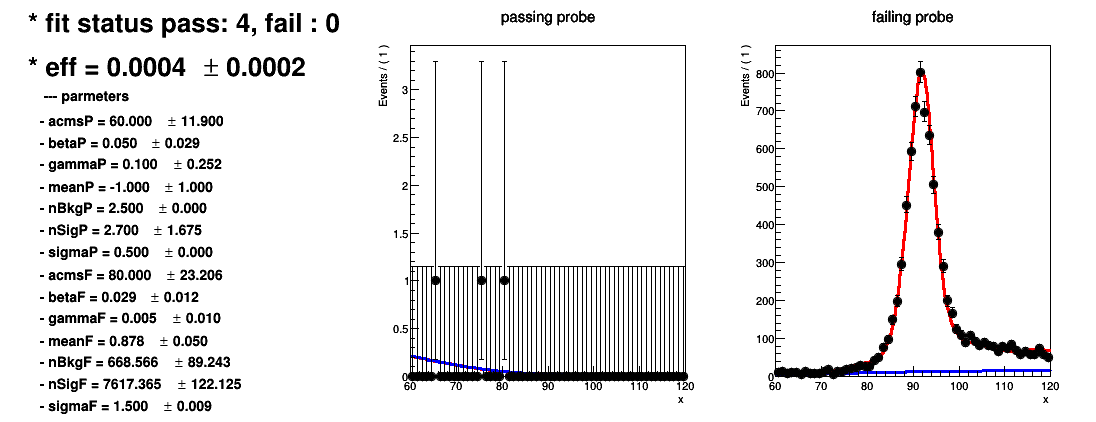 * fit status pass: 4, fail : 0
* eff = 0.0004 ± 0.0002
--- parmeters
- acmsP = 60.000 ± 11.900
- betaP = 0.050 ± 0.029
- gammaP = 0.100 ± 0.252
- meanP = -1.000 ± 1.000
- nBkgP = 2.500 ± 0.000
- nSigP = 2.700 ± 1.675
- sigmaP = 0.500 ± 0.000
- acmsF = 80.000 ± 23.206
- betaF = 0.029 ± 0.012
- gammaF = 0.005 ± 0.010
- meanF = 0.878 ± 0.050
- nBkgF = 668.566 ± 89.243
- nSigF = 7617.365 ± 122.125
- sigmaF = 1.500 ± 0.009
passing probe
Events / ( 1 )
3
2.5
2
1.5
1
0.5
0
60 70 80 90 100 110 120
x
failing probe
Events / ( 1 )
800
700
600
500
400
300
200
100
0
60 70 80 90 100 110 120
x